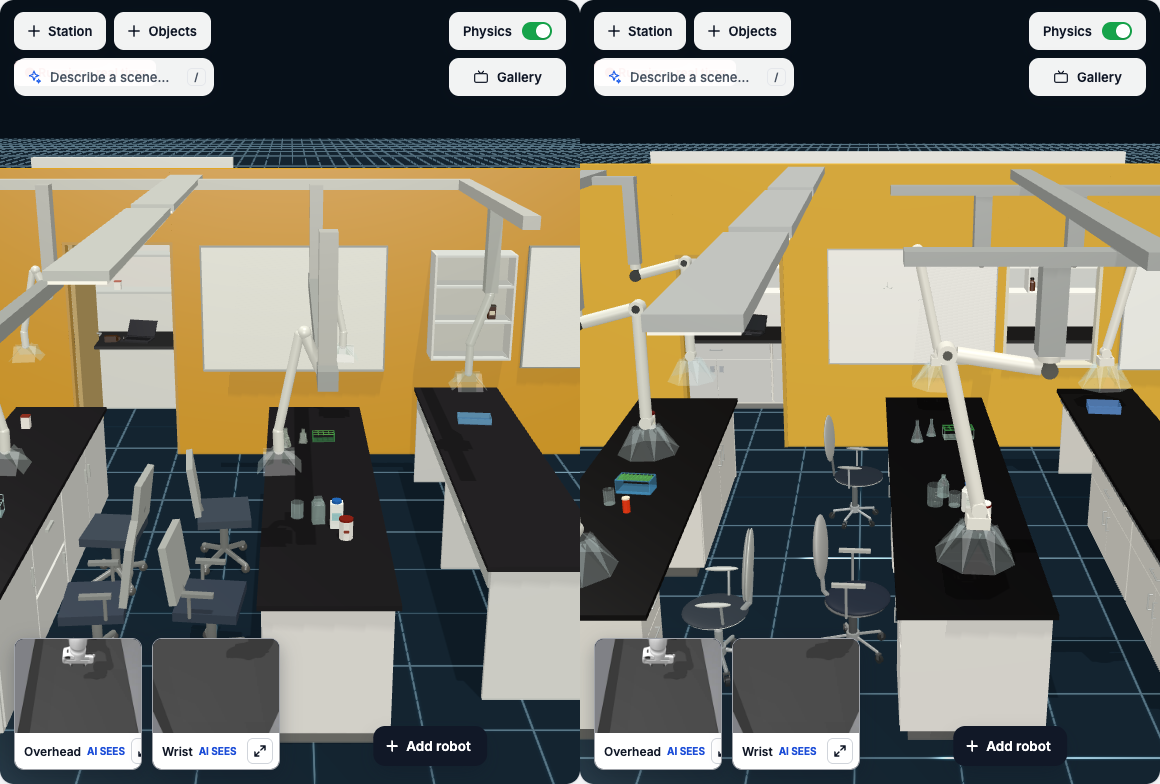 + Station
+ Objects
Physics
Describe a scene...
/
Gallery
Overhead AI SEES
Wrist AI SEES
+ Add robot
+ Station
+ Objects
Physics
Describe a scene...
/
Gallery
Overhead AI SEES
Wrist AI SEES
+ Add robot